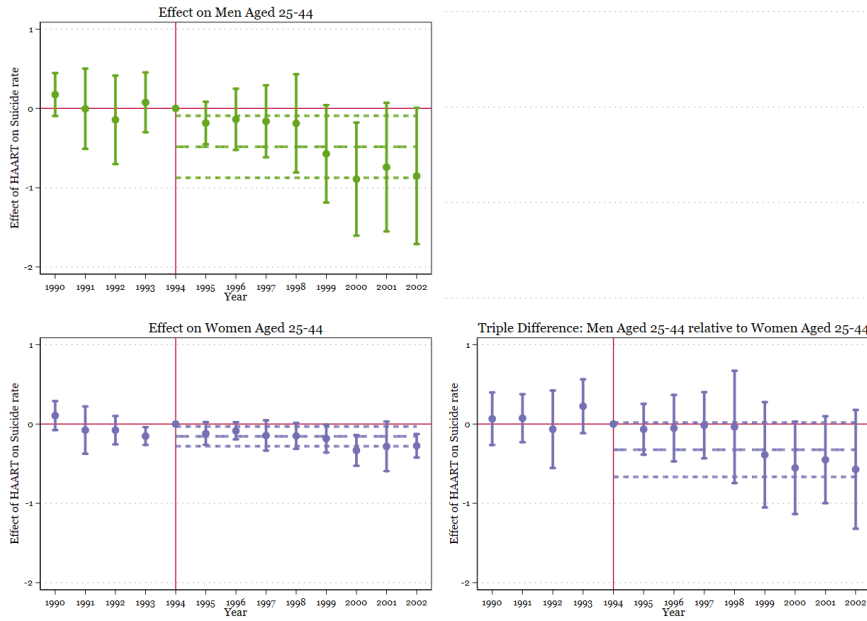 Effect on Men Aged 25-44
Effect of HAART on Suicide rate
1
0
-1
-2
1990 1991 1992 1993 1994 1995 1996 1997 1998 1999 2000 2001 2002
Year
Effect on Women Aged 25-44
Effect of HAART on Suicide rate
1
0
-1
-2
1990 1991 1992 1993 1994 1995 1996 1997 1998 1999 2000 2001 2002
Year
Triple Difference: Men Aged 25-44 relative to Women Aged 25-44
Effect of HAART on Suicide rate
1
0
-1
-2
1990 1991 1992 1993 1994 1995 1996 1997 1998 1999 2000 2001 2002
Year